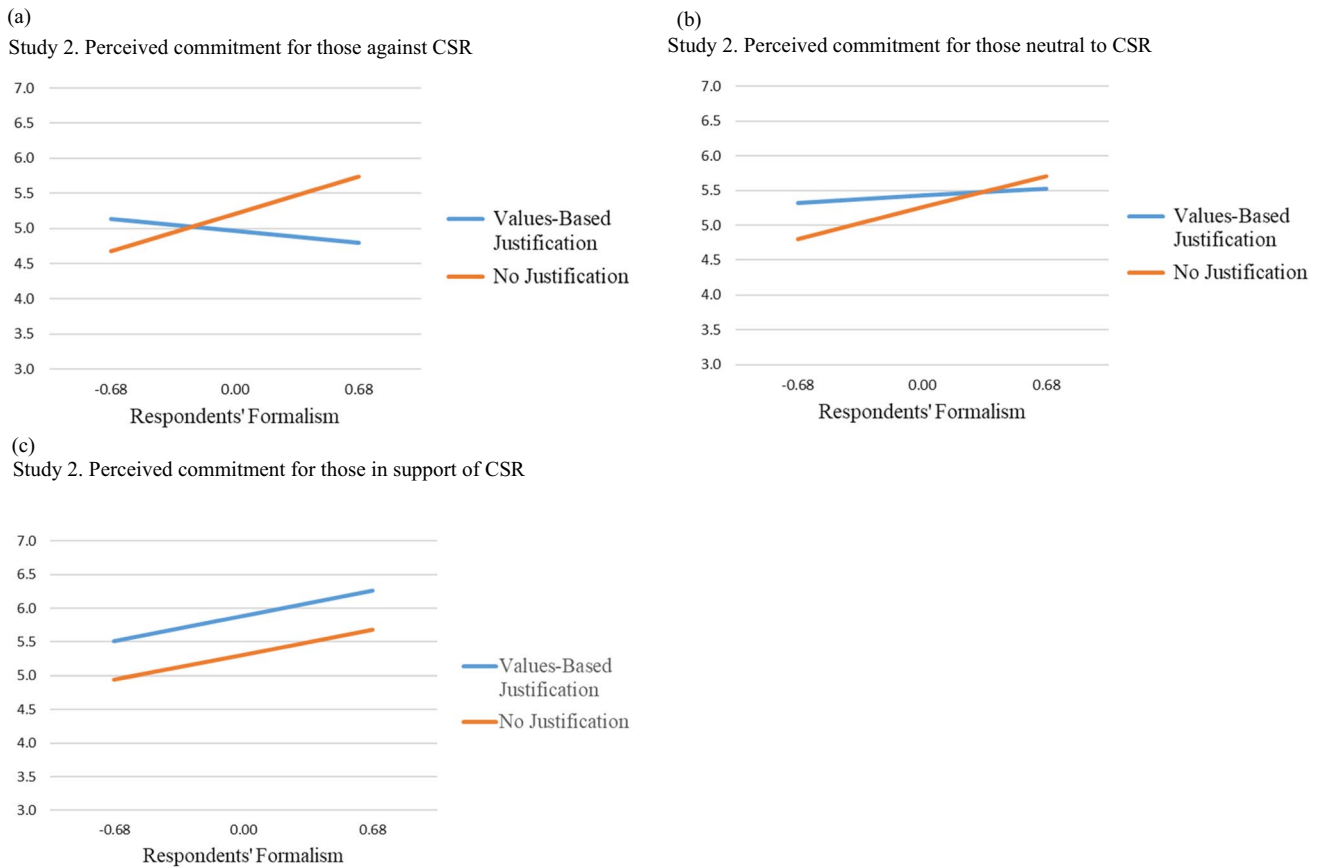 (a)
Study 2. Perceived commitment for those against CSR
7.0
6.5
6.0
5.5
5.0
4.5
4.0
3.5
3.0
-0.68 0.00 0.68
Respondents' Formalism
Values-Based
Justification
No Justification
(b)
Study 2. Perceived commitment for those neutral to CSR
7.0
6.5
6.0
5.5
5.0
4.5
4.0
3.5
3.0
-0.68 0.00 0.68
Respondents' Formalism
Values-Based
Justification
No Justification
(c)
Study 2. Perceived commitment for those in support of CSR
7.0
6.5
6.0
5.5
5.0
4.5
4.0
3.5
3.0
-0.68 0.00 0.68
Respondents' Formalism
Values-Based
Justification
No Justification